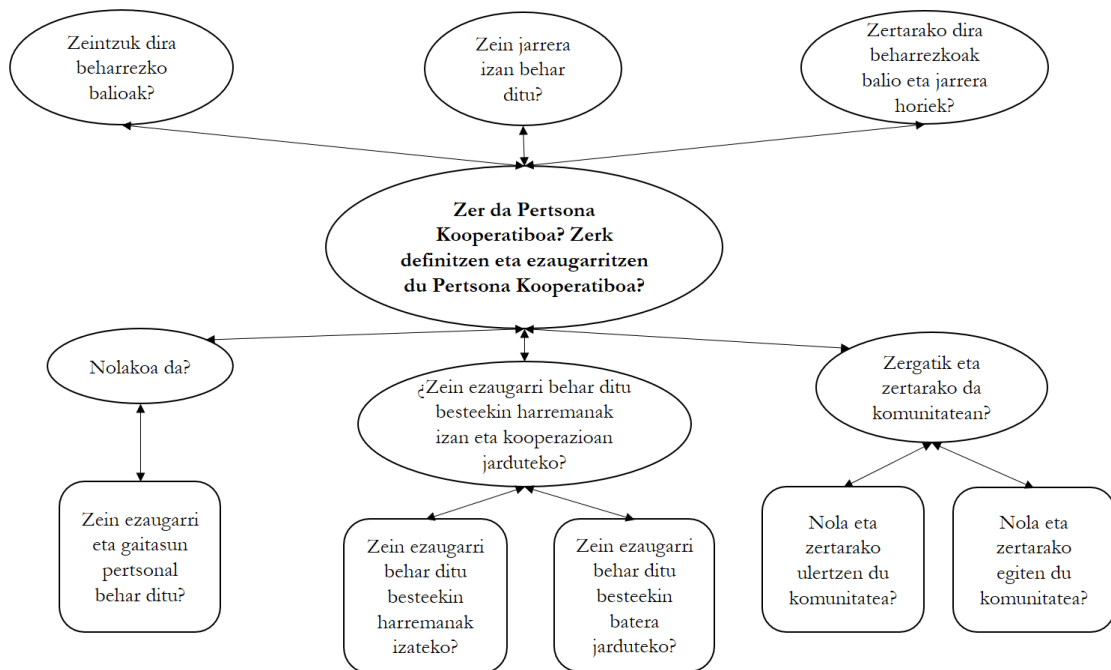 Zeintzuk dira
beharrezko
balioak?
Zein jarrera
izan behar
ditu?
Zertarako dira
beharrezkoak
balio eta jarrera
horiek?
Zer da Pertsona
Kooperatiboa? Zerk
definitzen eta ezaugarritzen
du Pertsona Kooperatiboa?
Nolakoa da?
¿Zein ezaugarri behar ditu
besteekin harremanak
izan eta kooperazioan
jarduteko?
Zergatik eta
zertarako da
komunitatean?
Zein ezaugarri
eta gaitasun
pertsonal
behar ditu?
Zein ezaugarri
behar ditu
besteekin
harremanak
izateko?
Zein ezaugarri
behar ditu
besteekin
batera
jarduteko?
Nola eta
zertarako
ulertzen du
komunitatea?
Nola eta
zertarako
egiten du
komunitatea?